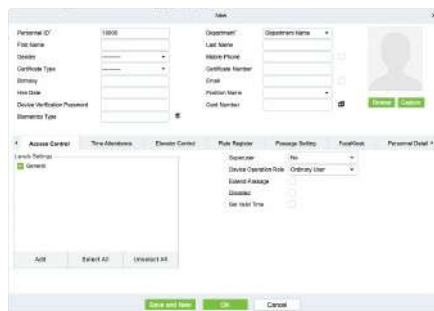 New
Personnel ID* 10000 Department* Department Name
First Name Last Name
Gender ---------- Mobile Phone
Certificate Type ---------- Certificate Number
Birthday Email
Hire Date Position Name
Device Verification Password Card Number
Biometrics Type
Browse Capture
Access Control Time Attendance Elevator Control Plate Register Passage Setting FaceKiosk Personnel Detail
Levels Settings
General
Add Select All Unselect All
Superuser No
Device Operation Role Ordinary User
Extend Passage
Disabled
Set Valid Time
Save and New OK Cancel